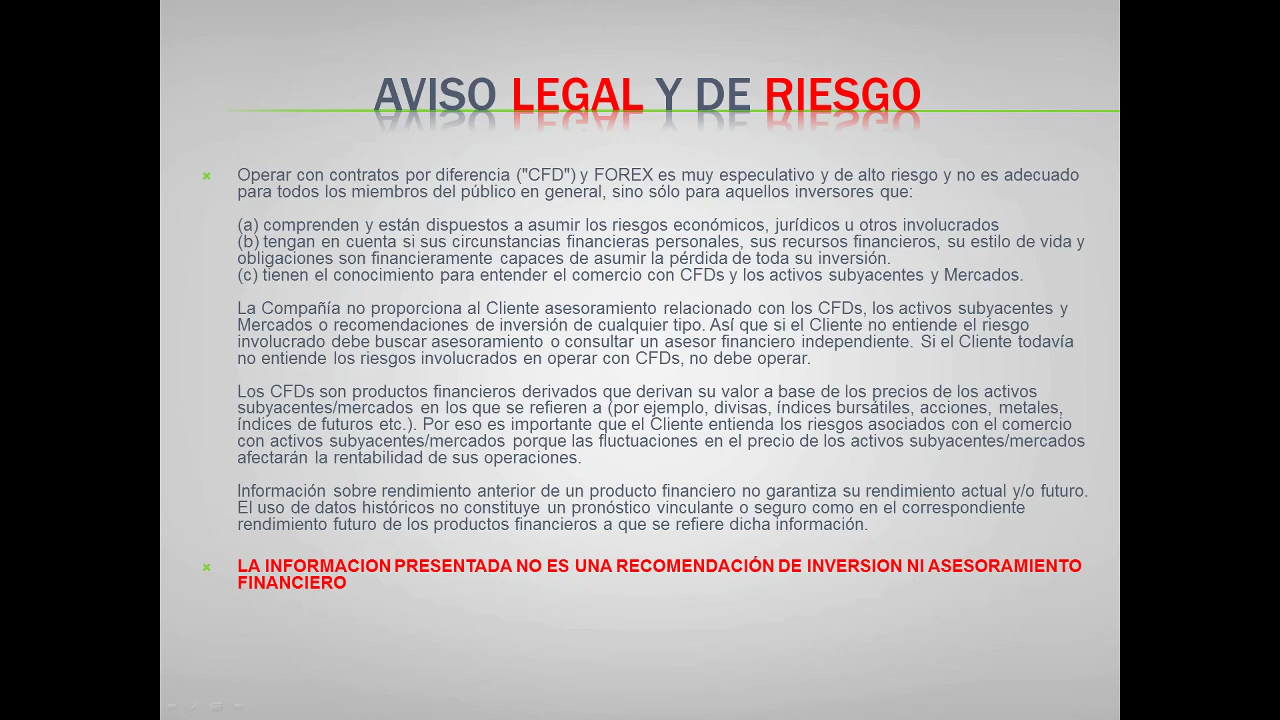 AVISO LEGAL Y DE RIESGO
Operar con contratos por diferencia ("CFD") y FOREX es muy especulativo y de alto riesgo y no es adecuado
para todos los miembros del público en general, sino sólo para aquellos inversores que:
(a) comprenden y están dispuestos a asumir los riesgos económicos, jurídicos u otros involucrados
(b) tengan en cuenta si sus circunstancias financieras personales, sus recursos financieros, su estilo de vida y
obligaciones son financieramente capaces de asumir la pérdida de toda su inversión.
(c) tienen el conocimiento para entender el comercio con CFDs y los activos subyacentes y Mercados.
La Compañía no proporciona al Cliente asesoramiento relacionado con los CFDs, los activos subyacentes y
Mercados o recomendaciones de inversión de cualquier tipo. Así que si el Cliente no entiende el riesgo
involucrado debe buscar asesoramiento o consultar un asesor financiero independiente. Si el Cliente todavía
no entiende los riesgos involucrados en operar con CFDs, no debe operar.
Los CFDs son productos financieros derivados que derivan su valor a base de los precios de los activos
subyacentes/mercados en los que se refieren a (por ejemplo, divisas, índices bursátiles, acciones, metales,
índices de futuros etc.). Por eso es importante que el Cliente entienda los riesgos asociados con el comercio
con activos subyacentes/mercados porque las fluctuaciones en el precio de los activos subyacentes/mercados
afectarán la rentabilidad de sus operaciones.
Información sobre rendimiento anterior de un producto financiero no garantiza su rendimiento actual y/o futuro.
El uso de datos históricos no constituye un pronóstico vinculante o seguro como en el correspondiente
rendimiento futuro de los productos financieros a que se refiere dicha información.
LA INFORMACION PRESENTADA NO ES UNA RECOMENDACIÓN DE INVERSION NI ASESORAMIENTO
FINANCIERO